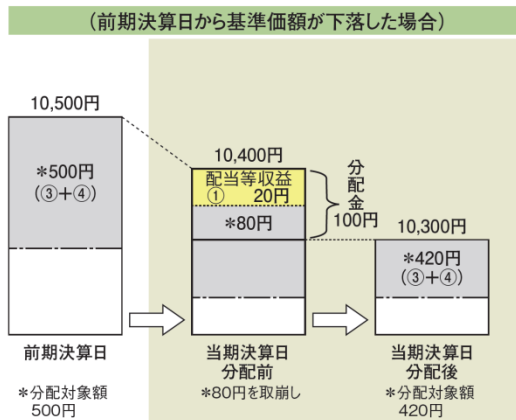 (前期決算日から基準価額が下落した場合)
10,500円
*500円
(③+④)
前期決算日
*分配対象額
500円
10,400円
配当等収益
① 20円
*80円
分配金
100円
当期決算日
分配前
*80円を取崩し
10,300円
*420円
(③+④)
当期決算日
分配後
*分配対象額
420円